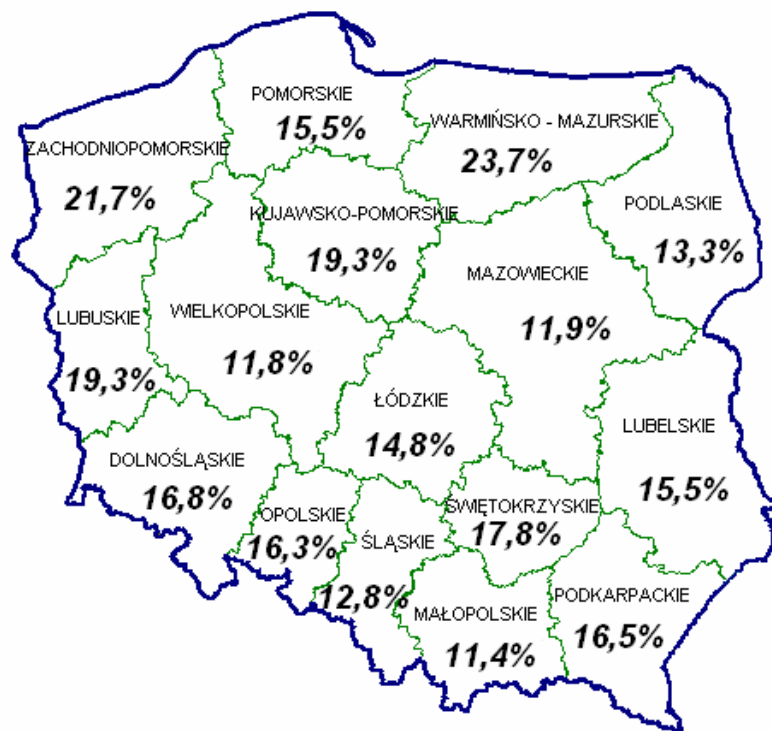 POMORSKIE
15,5%
WARMIŃSKO - MAZURSKIE
23,7%
ZACHODNIOPOMORSKIE
21,7%
KUJAWSKO-POMORSKIE
19,3%
PODLASKIE
13,3%
MAZOWIECKIE
11,9%
LUBUSKIE
19,3%
WIELKOPOLSKIE
11,8%
ŁÓDZKIE
14,8%
LUBELSKIE
15,5%
DOLNOŚLĄSKIE
16,8%
OPOLSKIE
16,3%
ŚLĄSKIE
12,8%
ŚWIĘTOKRZYSKIE
17,8%
MAŁOPOLSKIE
11,4%
PODKARPACKIE
16,5%